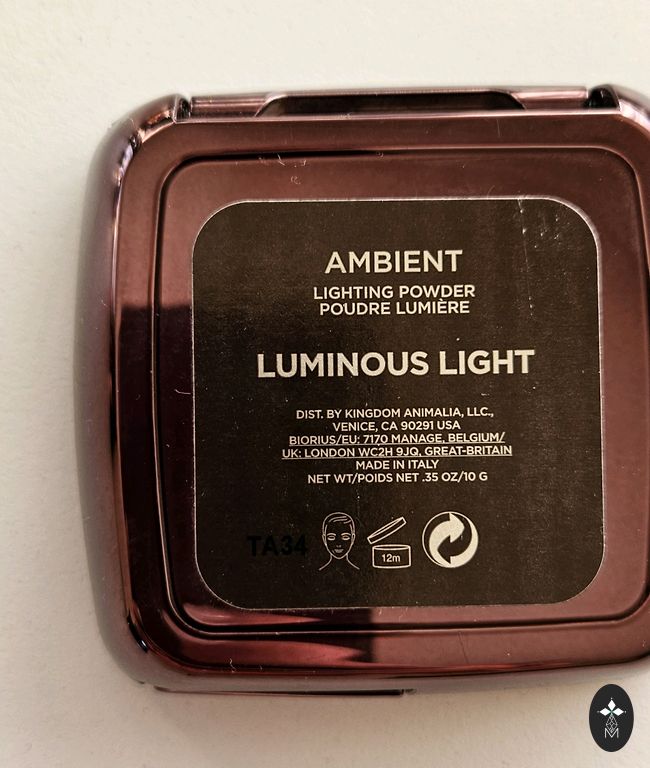 AMBIENT
LIGHTING POWDER
POUDRE LUMIÈRE
LUMINOUS LIGHT
DIST. BY KINGDOM ANIMALIA, LLC.,
VENICE, CA 90291 USA
BIORIUS/EU: 7170 MANAGE, BELGIUM/
UK: LONDON WC2H 9JQ, GREAT-BRITAIN
MADE IN ITALY
NET WT/POIDS NET .35 OZ/10 G
TA34
12m
M